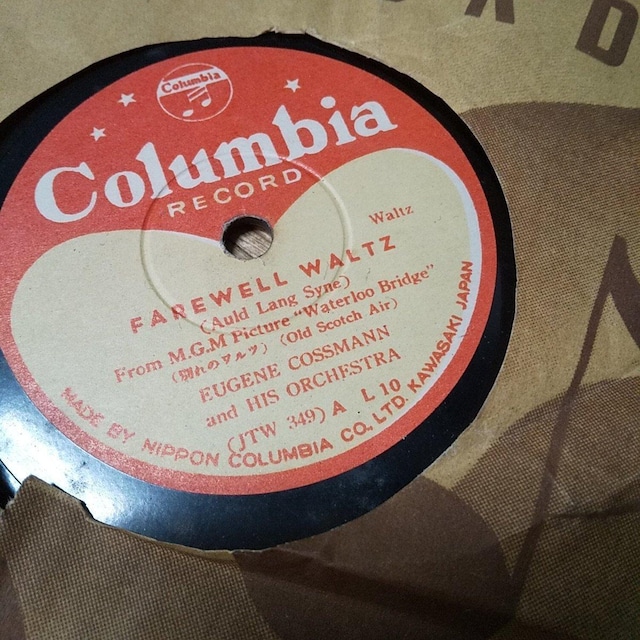 Columbia
Columbia
RECORD
Waltz
FAREWELL WALTZ
(Auld Lang Syne)
From M.G.M Picture "Waterloo Bridge"
(別れのワルツ) (Old Scotch Air)
EUGENE COSSMANN
and HIS ORCHESTRA
(JTW 349) A L 10
MADE BY NIPPON COLUMBIA CO., LTD. KAWASAKI JAPAN